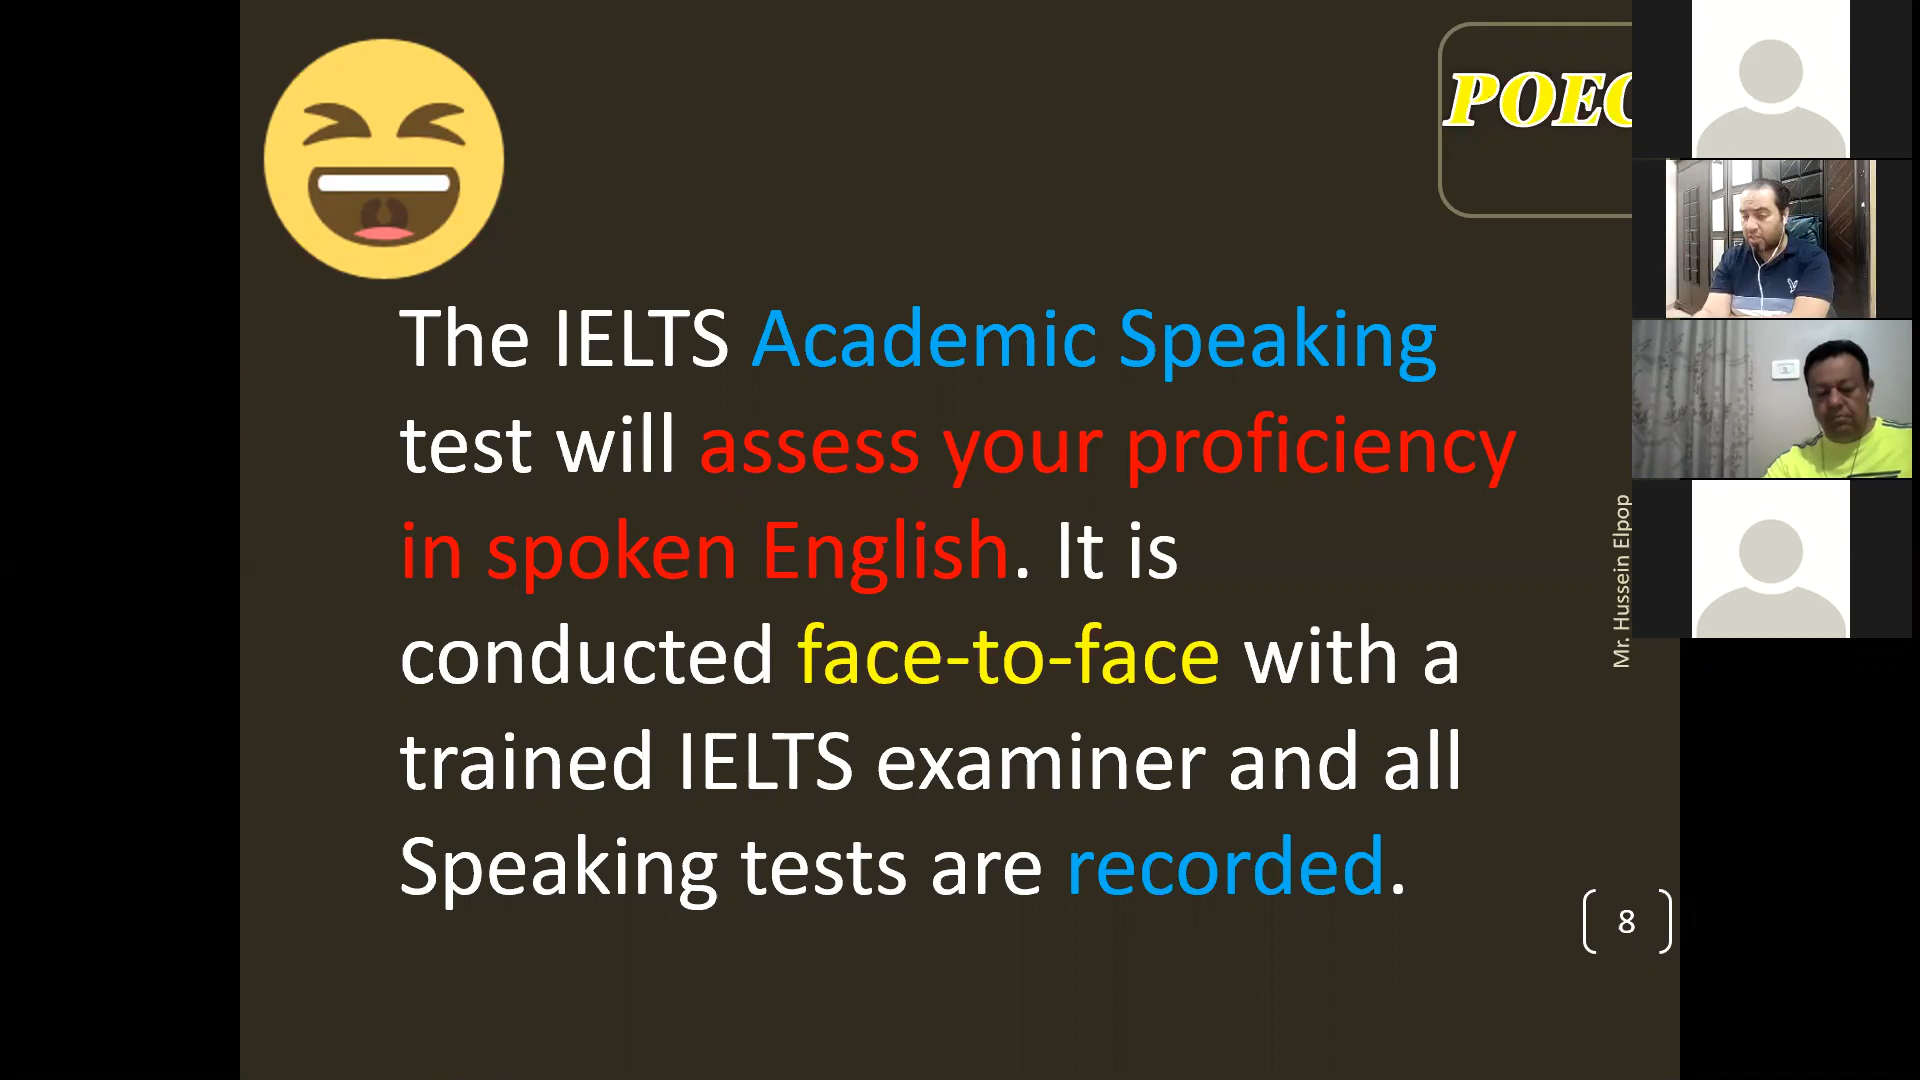 POEC
The IELTS Academic Speaking
test will assess your proficiency
in spoken English. It is
conducted face-to-face with a
trained IELTS examiner and all
Speaking tests are recorded.
Mr. Hussein Elpop
8